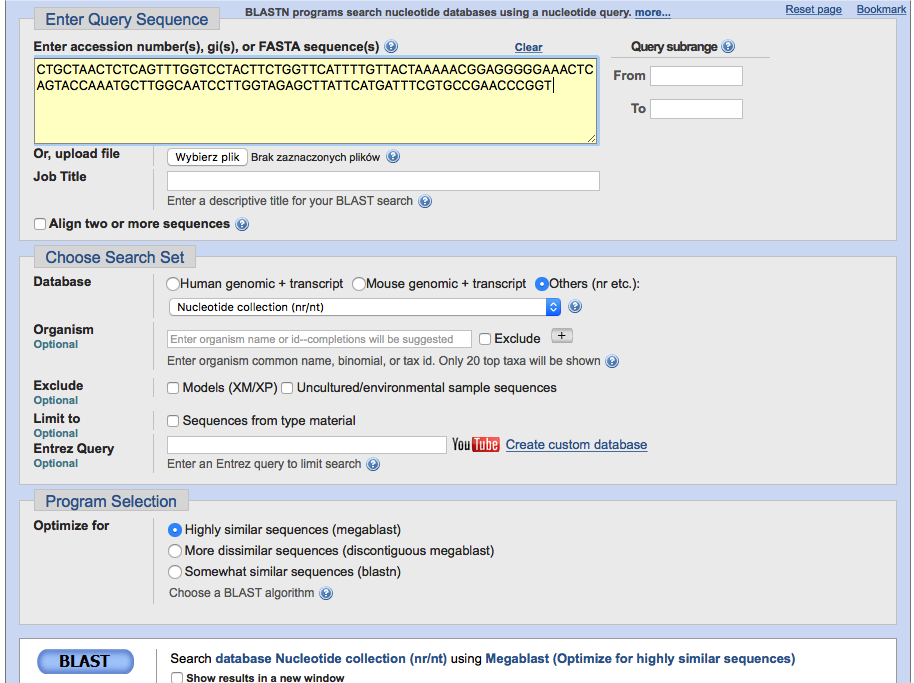 Enter Query Sequence
BLASTN programs search nucleotide databases using a nucleotide query. more...
Reset page Bookmark
Enter accession number(s), gi(s), or FASTA sequence(s) Clear Query subrange
CTGCTAACTCTCAGTTTGGTCCTACTTCTGGTTCATTTTGTTACTAAAAACGGAGGGGGAAACTC
AGTACCAAATGCTTGGCAATCCTTGGTAGAGCTTATTCATGATTTCGTGCCGAACCCGGT
From
To
Or, upload file Wybierz plik Brak zaznaczonych plików
Job Title
Enter a descriptive title for your BLAST search
Align two or more sequences
Choose Search Set
Database Human genomic + transcript Mouse genomic + transcript Others (nr etc.):
Nucleotide collection (nr/nt)
Organism
Optional
Enter organism name or id--completions will be suggested Exclude +
Enter organism common name, binomial, or tax id. Only 20 top taxa will be shown
Exclude
Optional
Models (XM/XP) Uncultured/environmental sample sequences
Limit to
Optional
Sequences from type material
Entrez Query
Optional
You Tube Create custom database
Enter an Entrez query to limit search
Program Selection
Optimize for
Highly similar sequences (megablast)
More dissimilar sequences (discontiguous megablast)
Somewhat similar sequences (blastn)
Choose a BLAST algorithm
BLAST Search database Nucleotide collection (nr/nt) using Megablast (Optimize for highly similar sequences)
Show results in a new window